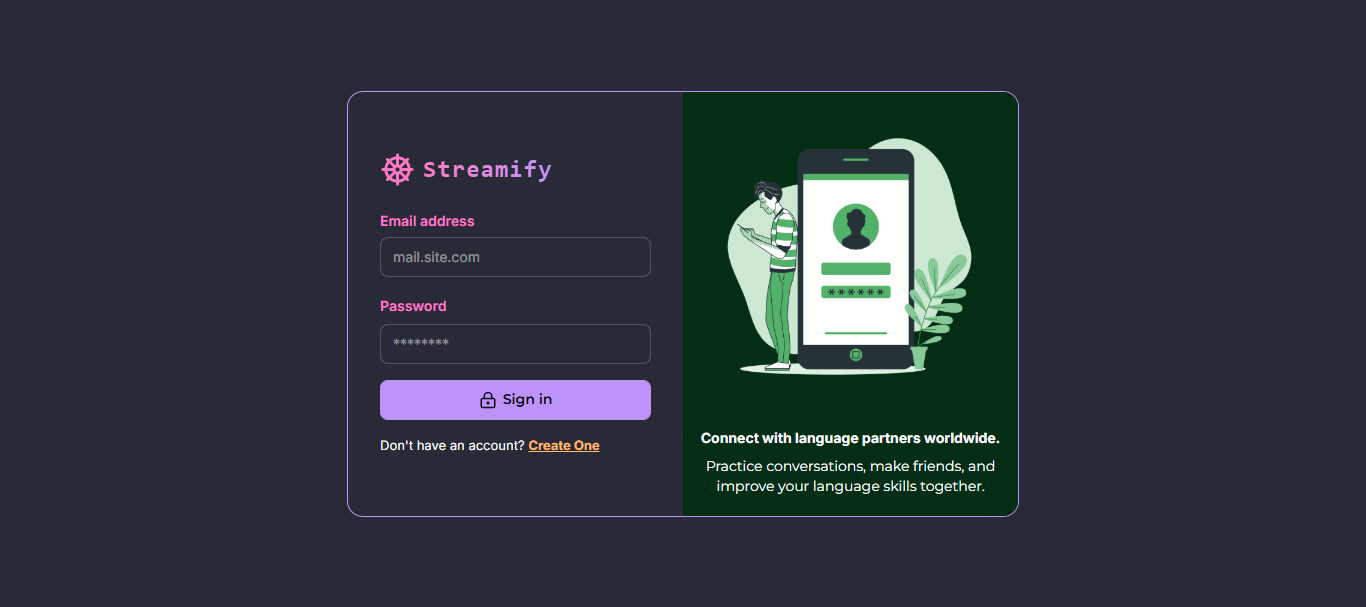 Streamify
Email address
mail.site.com
Password
********
Sign in
Don't have an account? Create One
******
Connect with language partners worldwide.
Practice conversations, make friends, and
improve your language skills together.